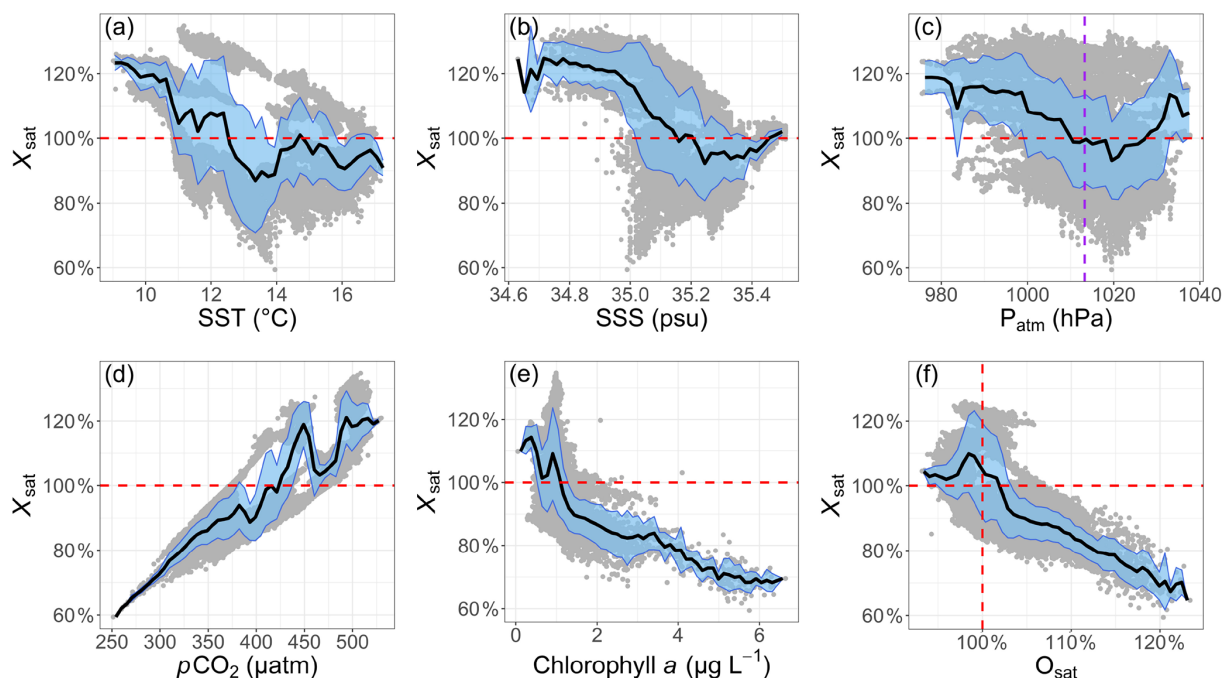 (a)
120 %
100 %
80 %
60 %
10 12 14 16
SST (°C)
Xsat
(b)
120 %
100 %
80 %
60 %
34.6 34.8 35.0 35.2 35.4
SSS (psu)
Xsat
(c)
120 %
100 %
80 %
60 %
980 1000 1020 1040
Patm (hPa)
Xsat
(d)
120 %
100 %
80 %
60 %
250 300 350 400 450 500
pCO₂ (µatm)
Xsat
(e)
120 %
100 %
80 %
60 %
0 2 4 6
Chlorophyll a (µg L⁻¹)
Xsat
(f)
120 %
100 %
80 %
60 %
100% 110% 120%
Osat
Xsat